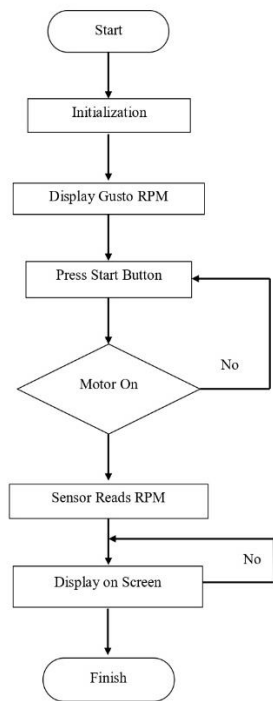 Start
Initialization
Display Gusto RPM
Press Start Button
Motor On
No
Sensor Reads RPM
No
Display on Screen
Finish